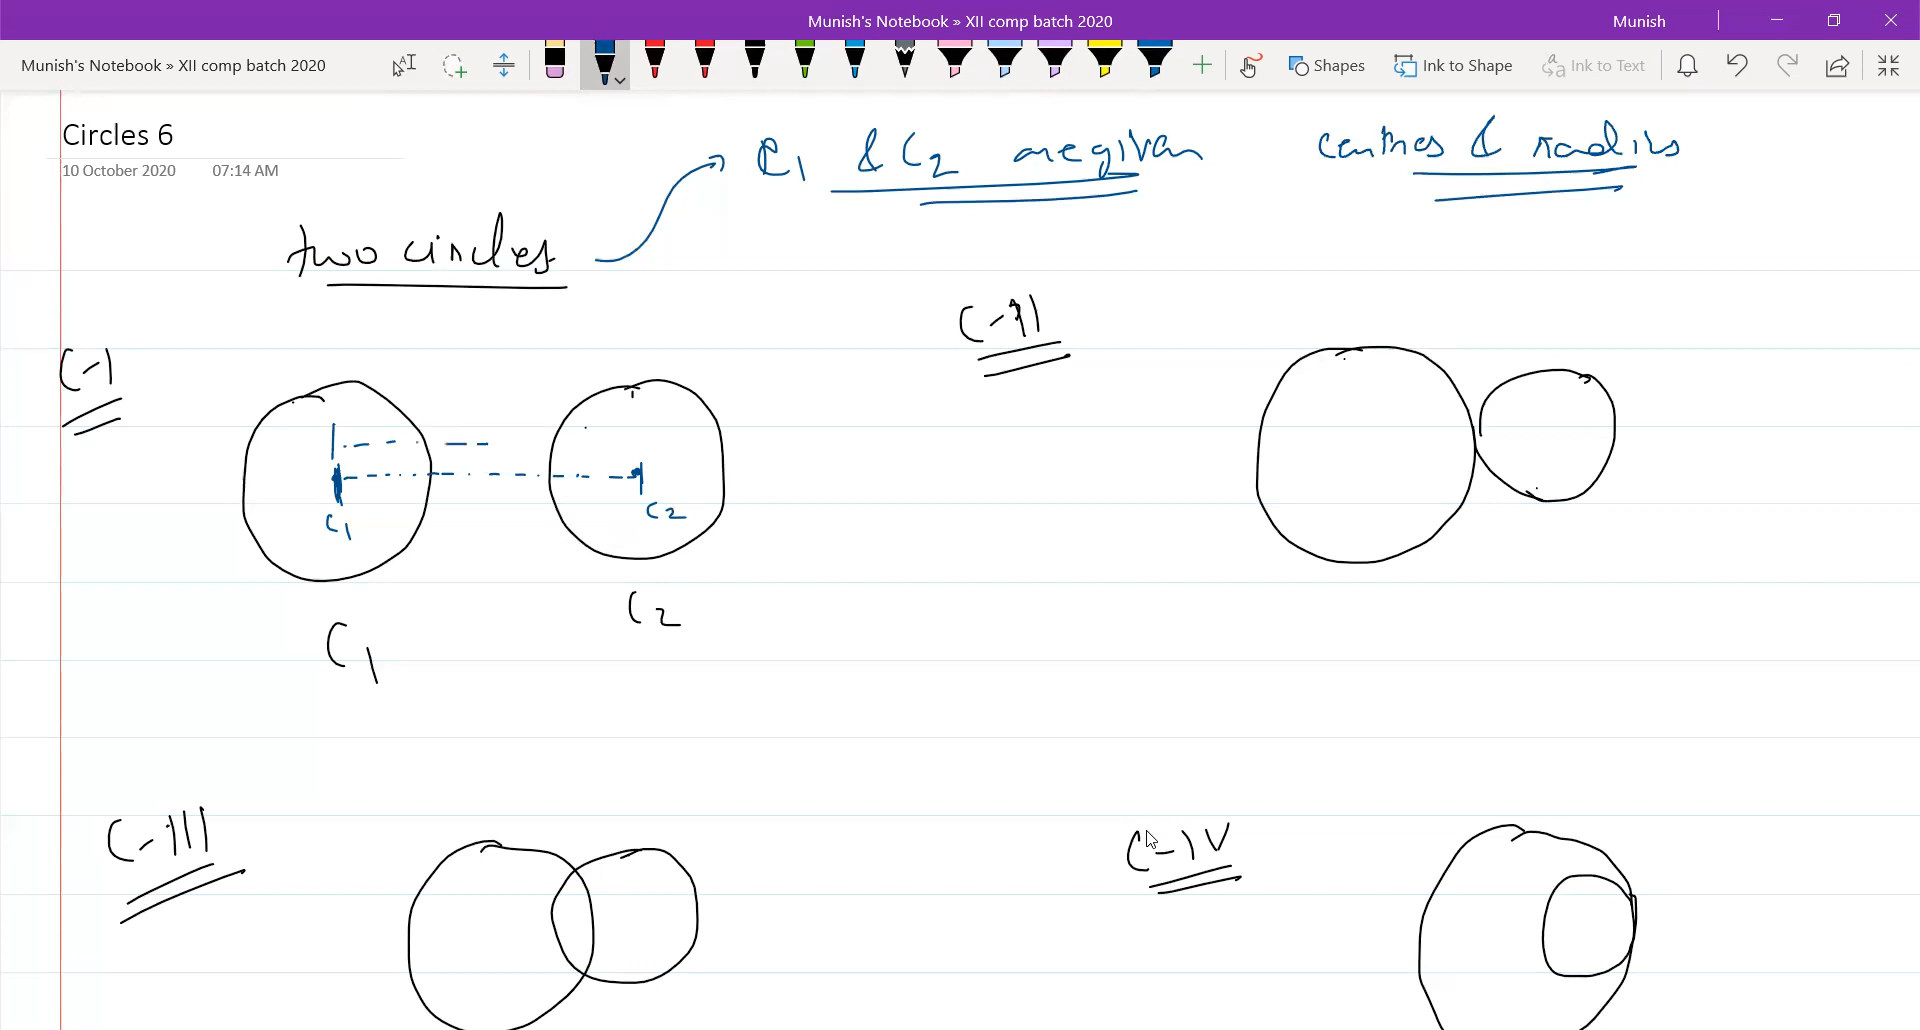 Munish's Notebook » XII comp batch 2020
Munish
Munish's Notebook » XII comp batch 2020
Shapes
Ink to Shape
Ink to Text
Circles 6
10 October 2020 07:14 AM
C1 & C2 are given centres & radius
two circles
C-II
C-I
C1
C2
C2
C1
C-III
C-IV